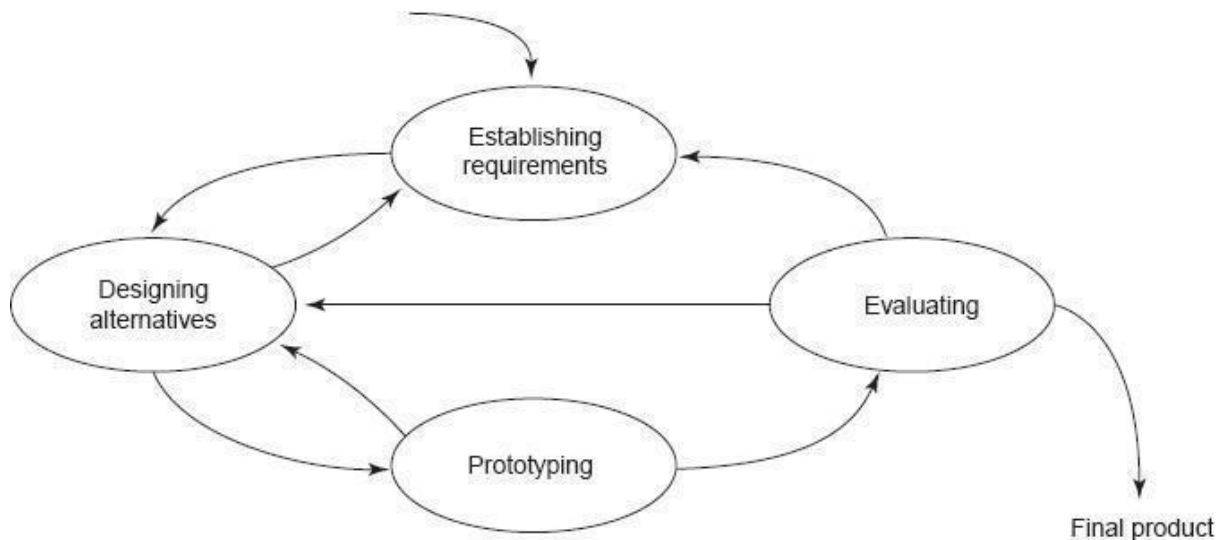 Establishing
requirements
Designing
alternatives
Evaluating
Prototyping
Final product